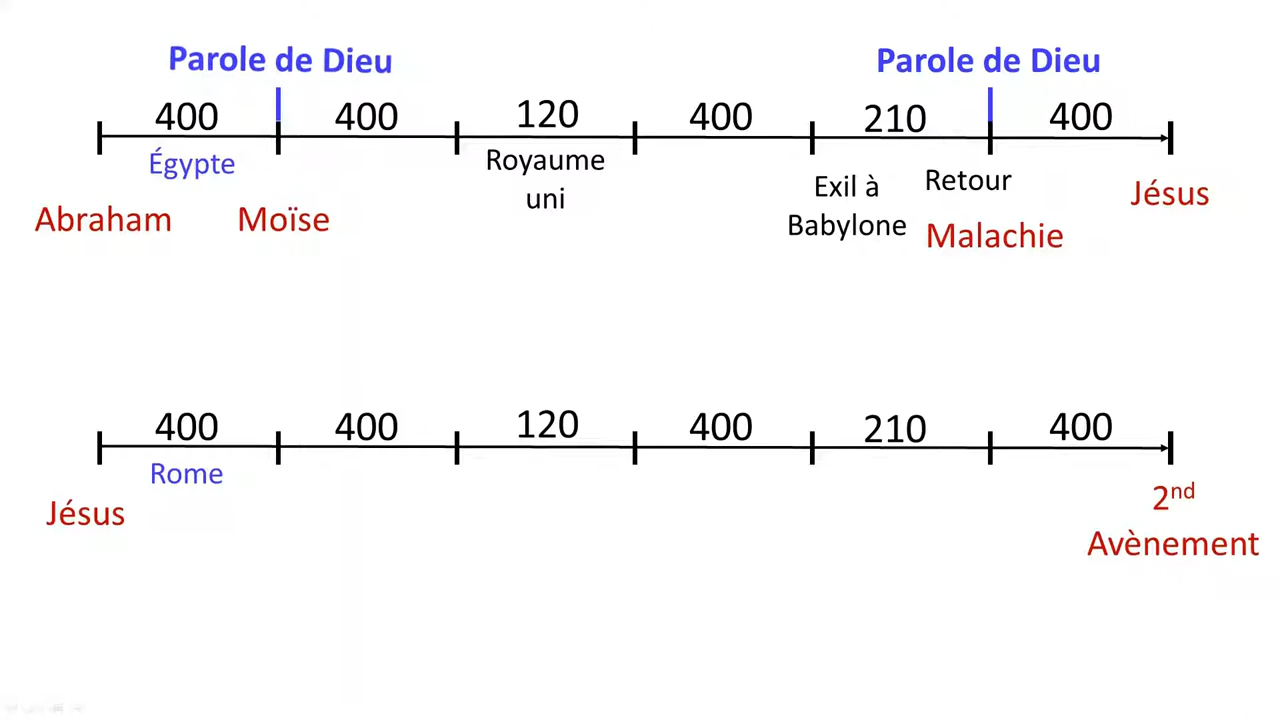 Parole de Dieu Parole de Dieu
400 400 120 400 210 400
Égypte Royaume Exil à Retour Jésus
uni Babylone
Abraham Moïse Malachie
400 400 120 400 210 400
Rome
Jésus 2nd
Avènement